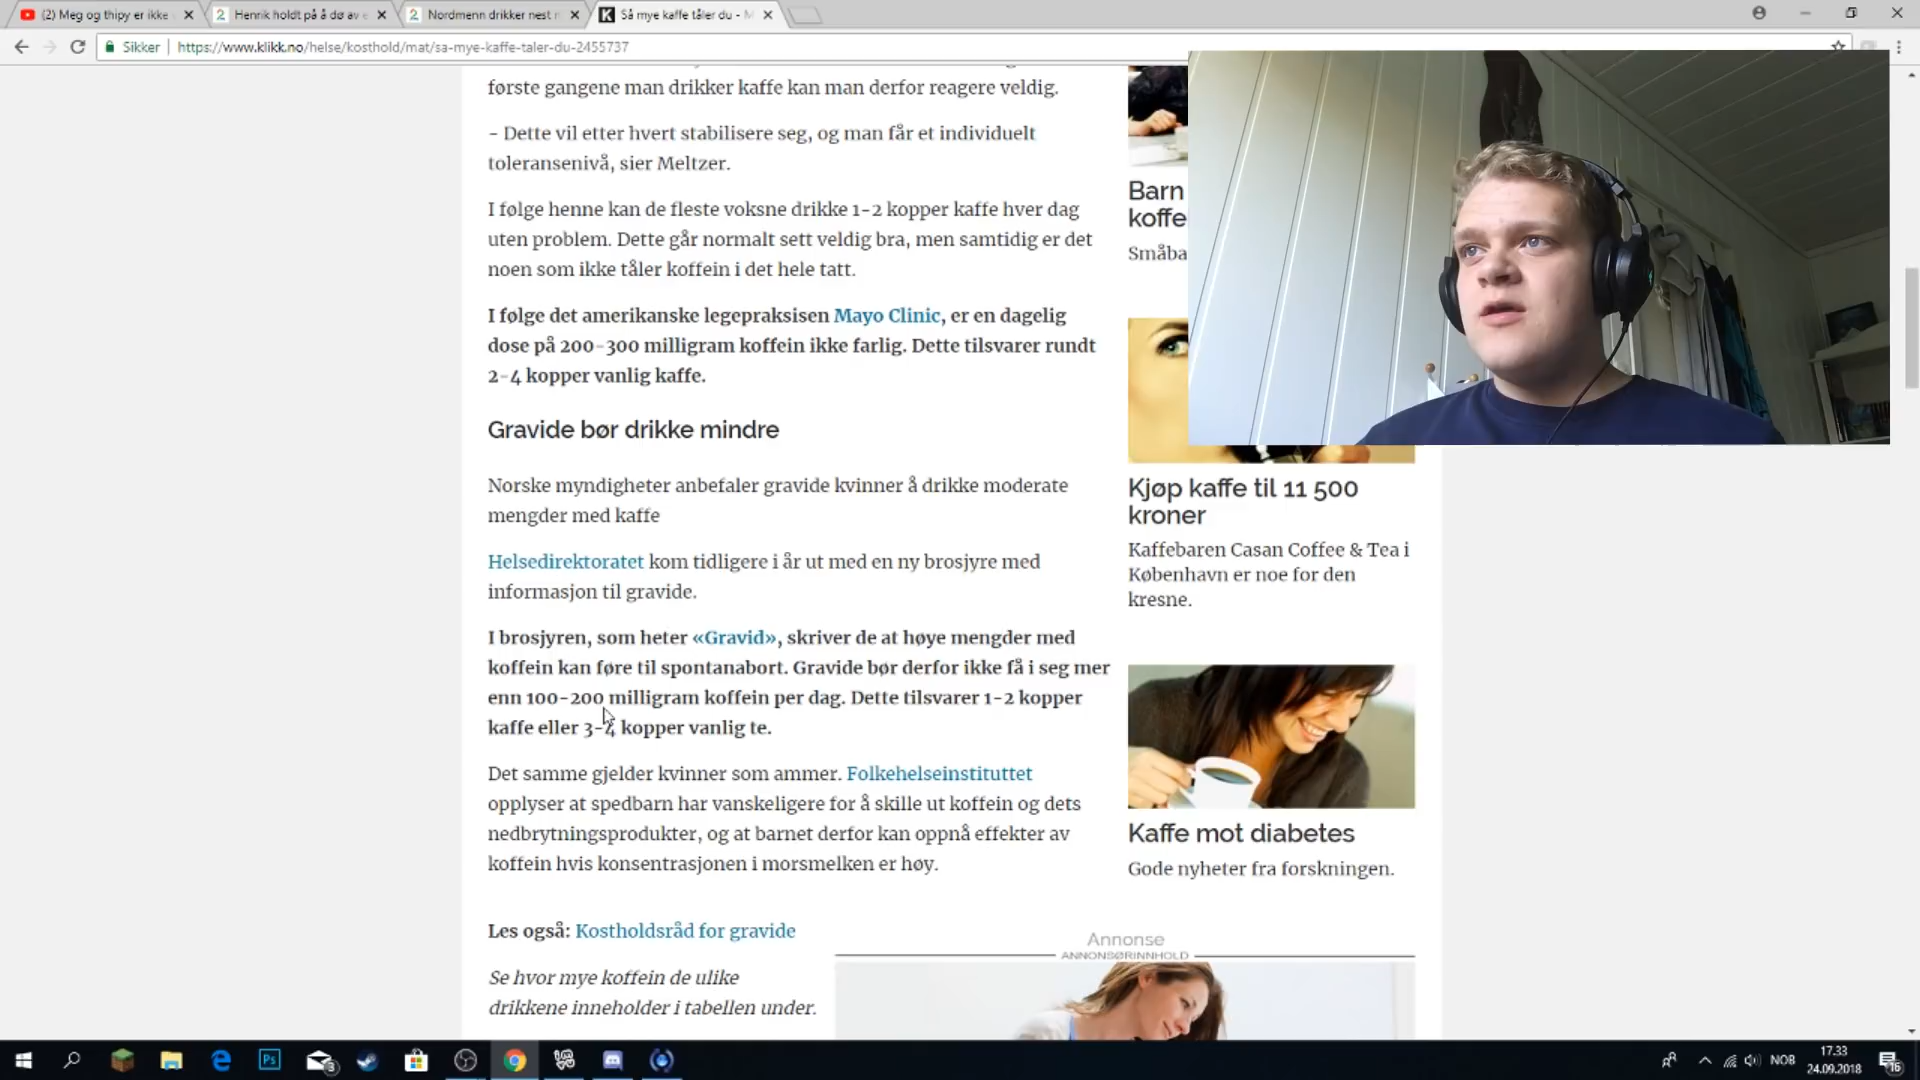 (2) Meg og thipy er ikke
Henrik holdt på å dø av e
Nordmenn drikker nest
Så mye kaffe tåler du - M
Sikker
https://www.klikk.no/helse/kosthold/mat/sa-mye-kaffe-taler-du-2455737
første gangene man drikker kaffe kan man derfor reagere veldig.
- Dette vil etter hvert stabilisere seg, og man får et individuelt
toleransenivå, sier Meltzer.
I følge henne kan de fleste voksne drikke 1-2 kopper kaffe hver dag
uten problem. Dette går normalt sett veldig bra, men samtidig er det
noen som ikke tåler koffein i det hele tatt.
I følge det amerikanske legepraksisen Mayo Clinic, er en dagelig
dose på 200-300 milligram koffein ikke farlig. Dette tilsvarer rundt
2-4 kopper vanlig kaffe.
Gravide bør drikke mindre
Norske myndigheter anbefaler gravide kvinner å drikke moderate
mengder med kaffe
Helsedirektoratet kom tidligere i år ut med en ny brosjyre med
informasjon til gravide.
I brosjyren, som heter «Gravid», skriver de at høye mengder med
koffein kan føre til spontanabort. Gravide bør derfor ikke få i seg mer
enn 100-200 milligram koffein per dag. Dette tilsvarer 1-2 kopper
kaffe eller 3-4 kopper vanlig te.
Det samme gjelder kvinner som ammer. Folkehelseinstituttet
opplyser at spedbarn har vanskeligere for å skille ut koffein og dets
nedbrytningsprodukter, og at barnet derfor kan oppnå effekter av
koffein hvis konsentrasjonen i morsmelken er høy.
Les også: Kostholdsråd for gravide
Se hvor mye koffein de ulike
drikkene inneholder i tabellen under.
Barn
koffe
Småba
Kjøp kaffe til 11 500
kroner
Kaffebaren Casan Coffee & Tea i
København er noe for den
kresne.
Kaffe mot diabetes
Gode nyheter fra forskningen.
Annonse
ANNONSØRINNHOLD
Ps
3
NOB
17.33
24.09.2018
16